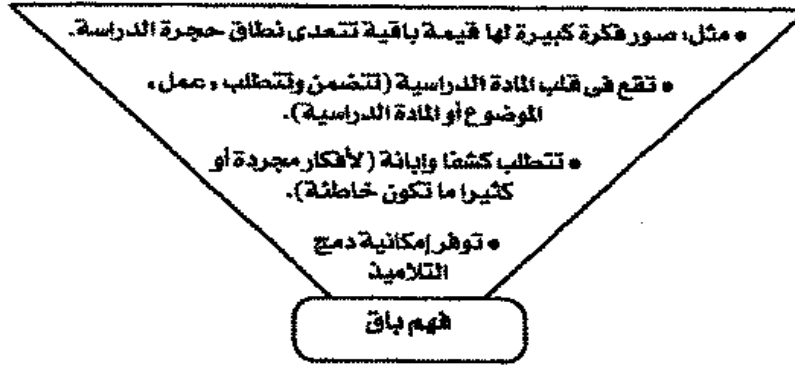 • مثل: صور فكرة كبيرة لها قيمة باقية تتعدى نطاق حجرة الدراسة.
• تقع فى قلب المادة الدراسية (تتضمن وتتطلب ، عمل ،
الموضوع أو المادة الدراسية).
• تتطلب كشفا وإبانة (لأفكار مجردة أو
كثيرا ما تكون خاطئة).
• توفر إمكانية دمج
التلاميذ
فهم باق